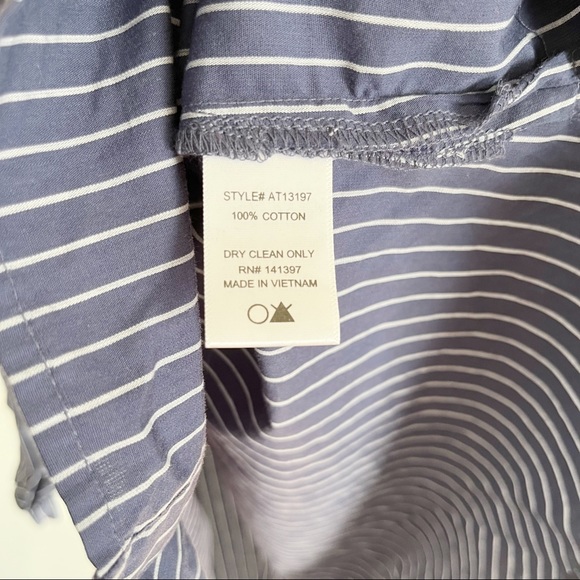 STYLE# AT13197
100% COTTON
DRY CLEAN ONLY
RN# 141397
MADE IN VIETNAM